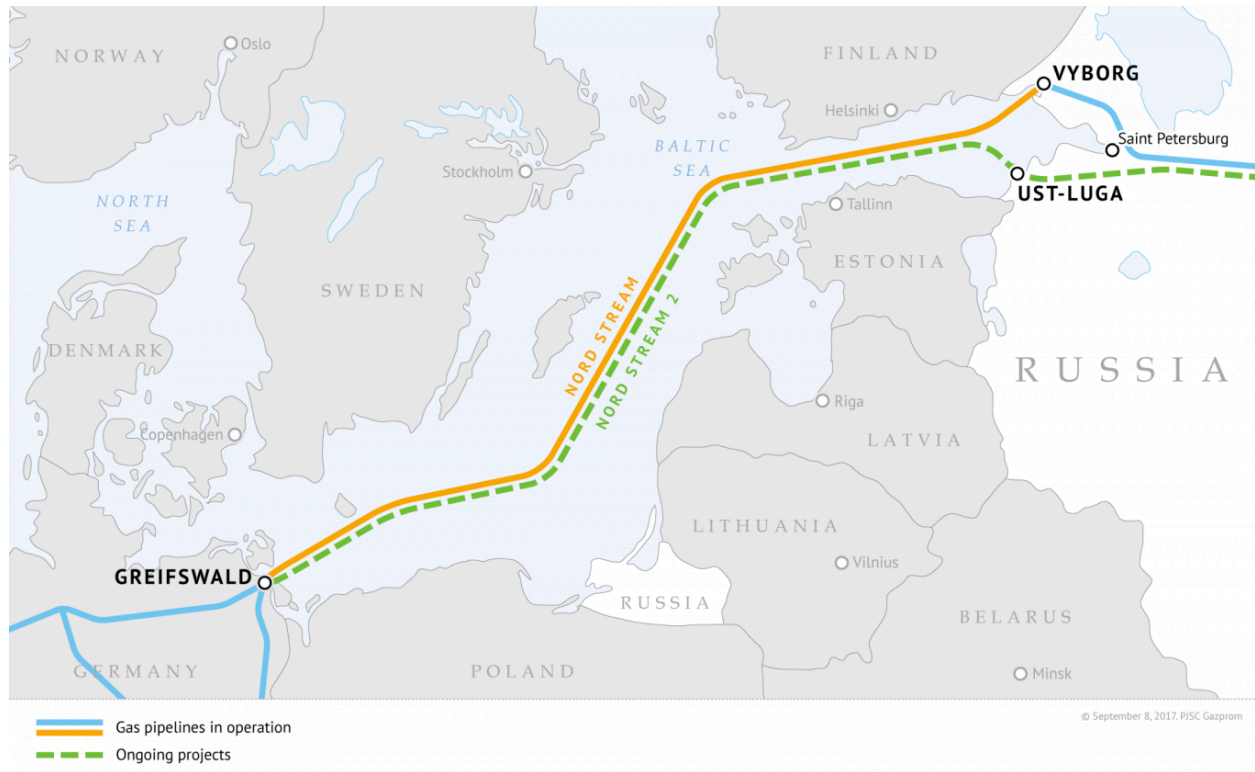 NORWAY
Oslo
FINLAND
VYBORG
Helsinki
Saint Petersburg
BALTIC
SEA
Stockholm
UST-LUGA
NORTH
SEA
Tallinn
ESTONIA
SWEDEN
NORD STREAM
NORD STREAM 2
DENMARK
RUSSIA
Riga
Copenhagen
LATVIA
LITHUANIA
Vilnius
GREIFSWALD
RUSSIA
BELARUS
GERMANY
POLAND
Minsk
© September 8, 2017. PJSC Gazprom
Gas pipelines in operation
Ongoing projects